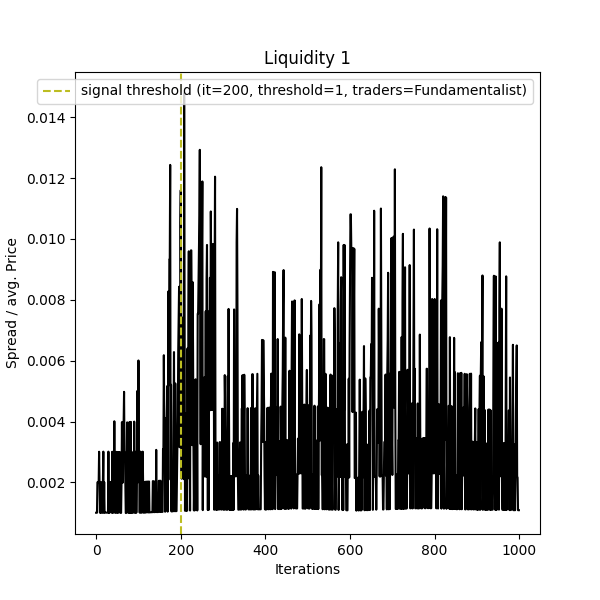 Liquidity 1
signal threshold (it=200, threshold=1, traders=Fundamentalist)
Spread / avg. Price
0.014
0.012
0.010
0.008
0.006
0.004
0.002
0 200 400 600 800 1000
Iterations